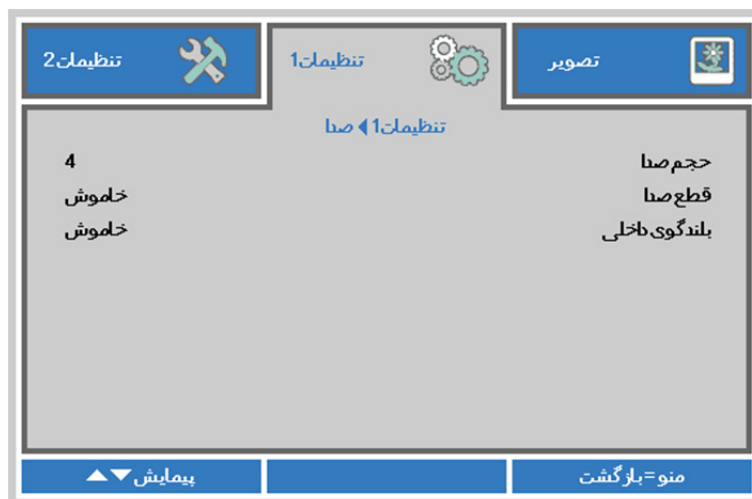 تصویر
تنظیمات1
تنظیمات2
تنظیمات1 صدا
حجم صدا 4
قطع صدا خاموش
بلندگوی داخلی خاموش
منو=بازگشت پیمایش▼▲